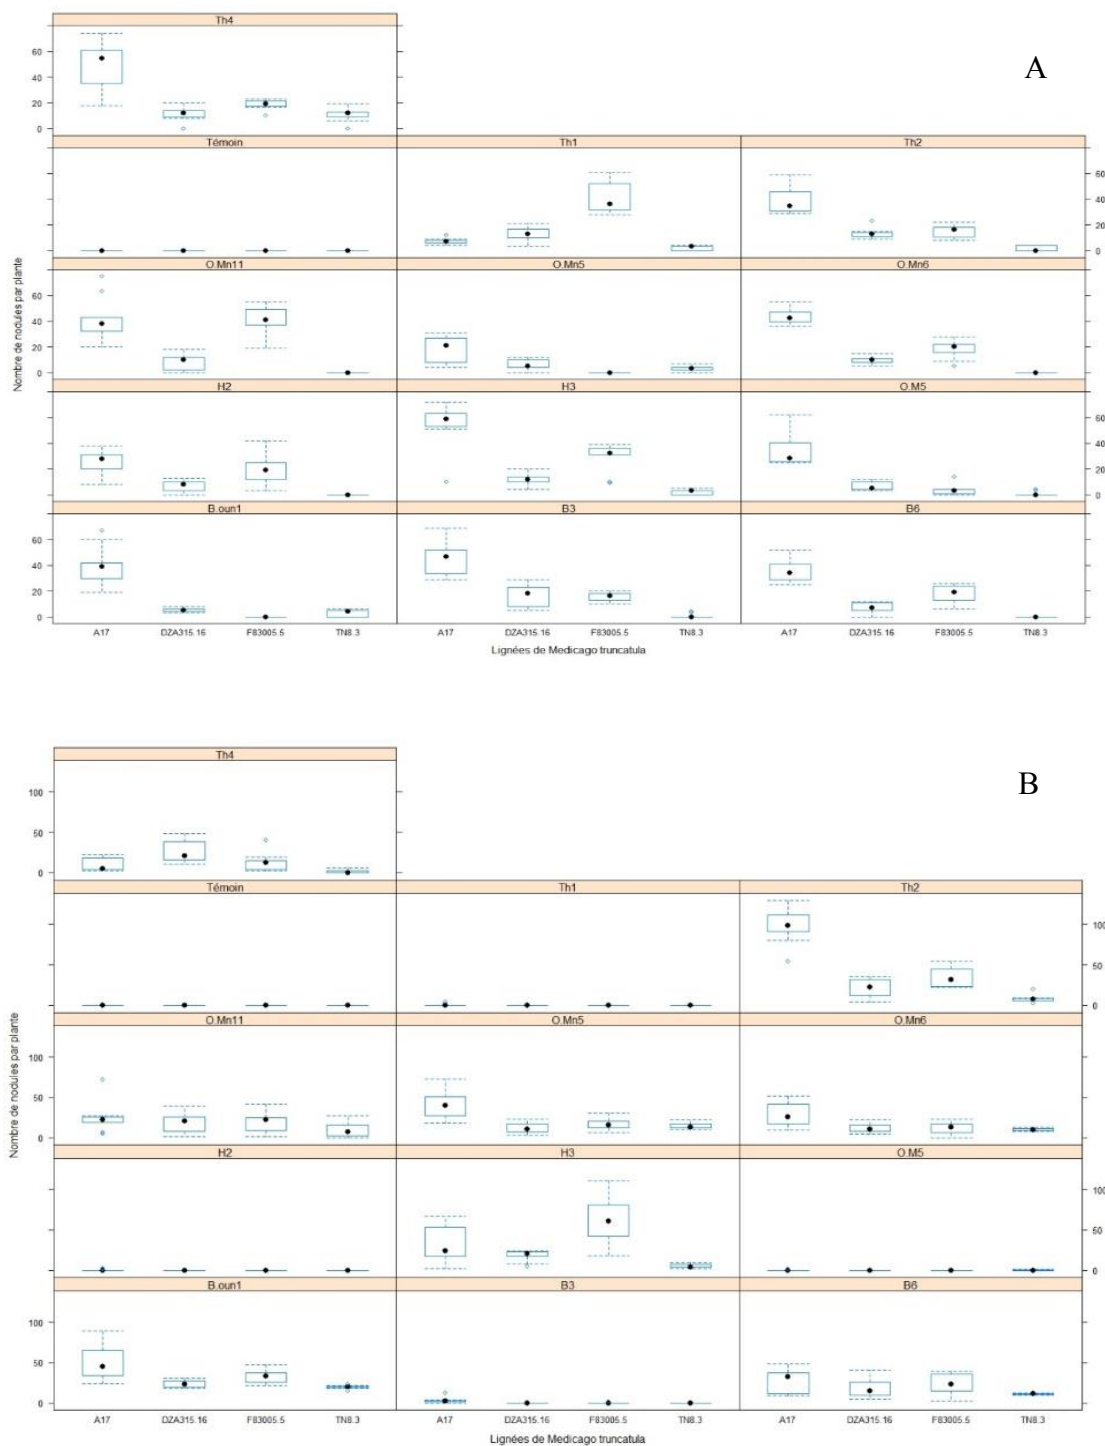 Th4
A
60
40
20
0
Témoin Th1 Th2
60
40
20
0
O.Mn11 O.Mn5 O.Mn6
60
40
20
0
H2 H3 O.M5
60
40
20
0
B.oun1 B3 B6
60
40
20
0
Nombre de nodules par plante
A17 DZA315.16 F83005.5 TN8.3 A17 DZA315.16 F83005.5 TN8.3 A17 DZA315.16 F83005.5 TN8.3
Lignées de Medicago truncatula
Th4
B
100
50
0
Témoin Th1 Th2
100
50
0
O.Mn11 O.Mn5 O.Mn6
100
50
0
H2 H3 O.M5
100
50
0
B.oun1 B3 B6
100
50
0
Nombre de nodules par plante
A17 DZA315.16 F83005.5 TN8.3 A17 DZA315.16 F83005.5 TN8.3 A17 DZA315.16 F83005.5 TN8.3
Lignées de Medicago truncatula